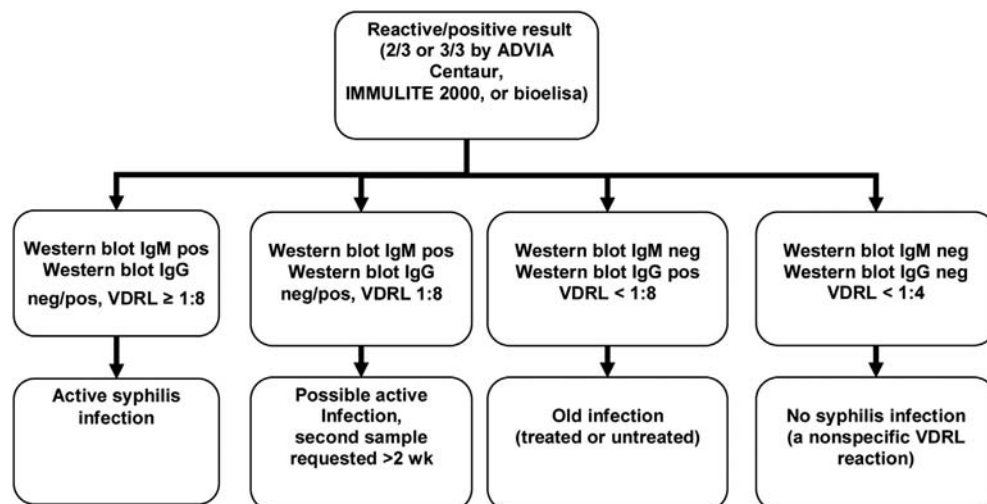 Reactive/positive result
(2/3 or 3/3 by ADVIA
Centaur,
IMMULITE 2000, or bioelisa)
Western blot IgM pos
Western blot IgG
neg/pos, VDRL ≥ 1:8
Western blot IgM pos
Western blot IgG
neg/pos, VDRL 1:8
Western blot IgM neg
Western blot IgG pos
VDRL < 1:8
Western blot IgM neg
Western blot IgG neg
VDRL < 1:4
Active syphilis
infection
Possible active
Infection,
second sample
requested >2 wk
Old infection
(treated or untreated)
No syphilis infection
(a nonspecific VDRL
reaction)